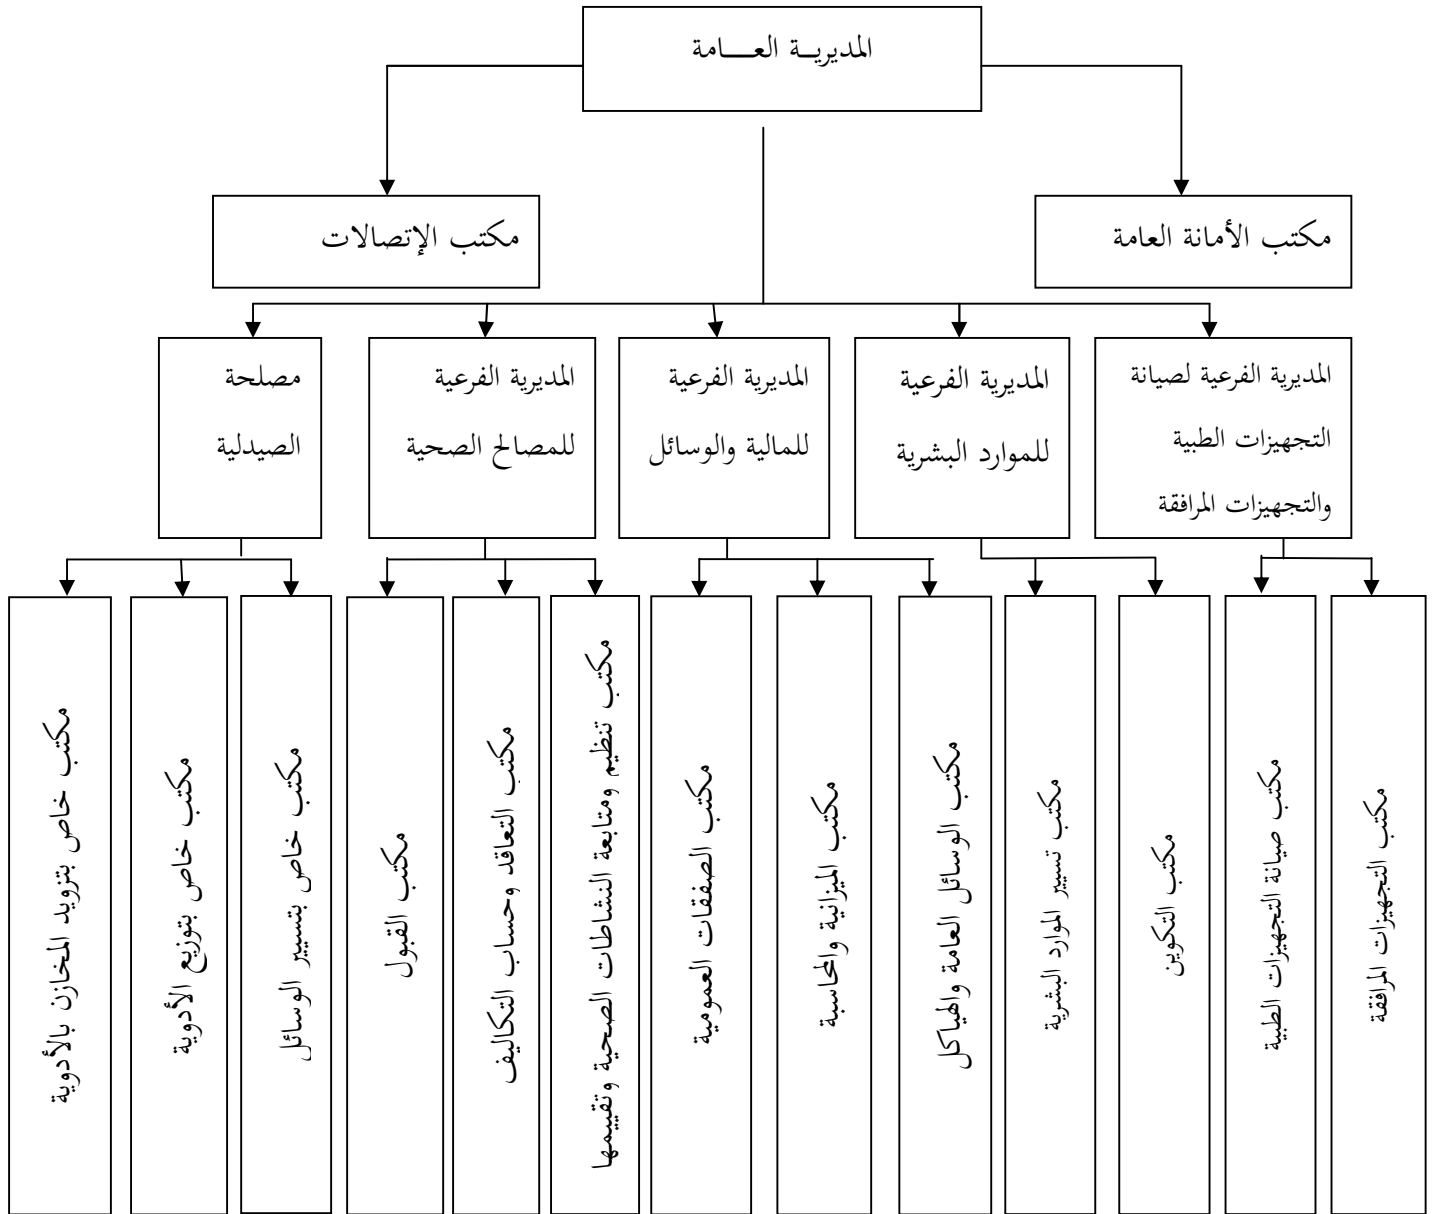 المديريــة العــــامة
مكتب الأمانة العامة
مكتب الإتصالات
المديرية الفرعية لصيانة
التجهيزات الطبية
والتجهيزات المرافقة
المديرية الفرعية
للموارد البشرية
المديرية الفرعية
للمالية والوسائل
المديرية الفرعية
للمصالح الصحية
مصلحة
الصيدلية
مكتب التجهيزات المرافقة
مكتب صيانة التجهيزات الطبية
مكتب التكوين
مكتب تسيير الموارد البشرية
مكتب الوسائل العامة والهياكل
مكتب الميزانية والمحاسبة
مكتب الصفقات العمومية
مكتب تنظيم ومتابعة النشاطات الصحية وتقييمها
مكتب التعاقد وحساب التكاليف
مكتب القبول
مكتب خاص بتسيير الوسائل
مكتب خاص بتوزيع الأدوية
مكتب خاص بتزويد المخازن بالأدوية